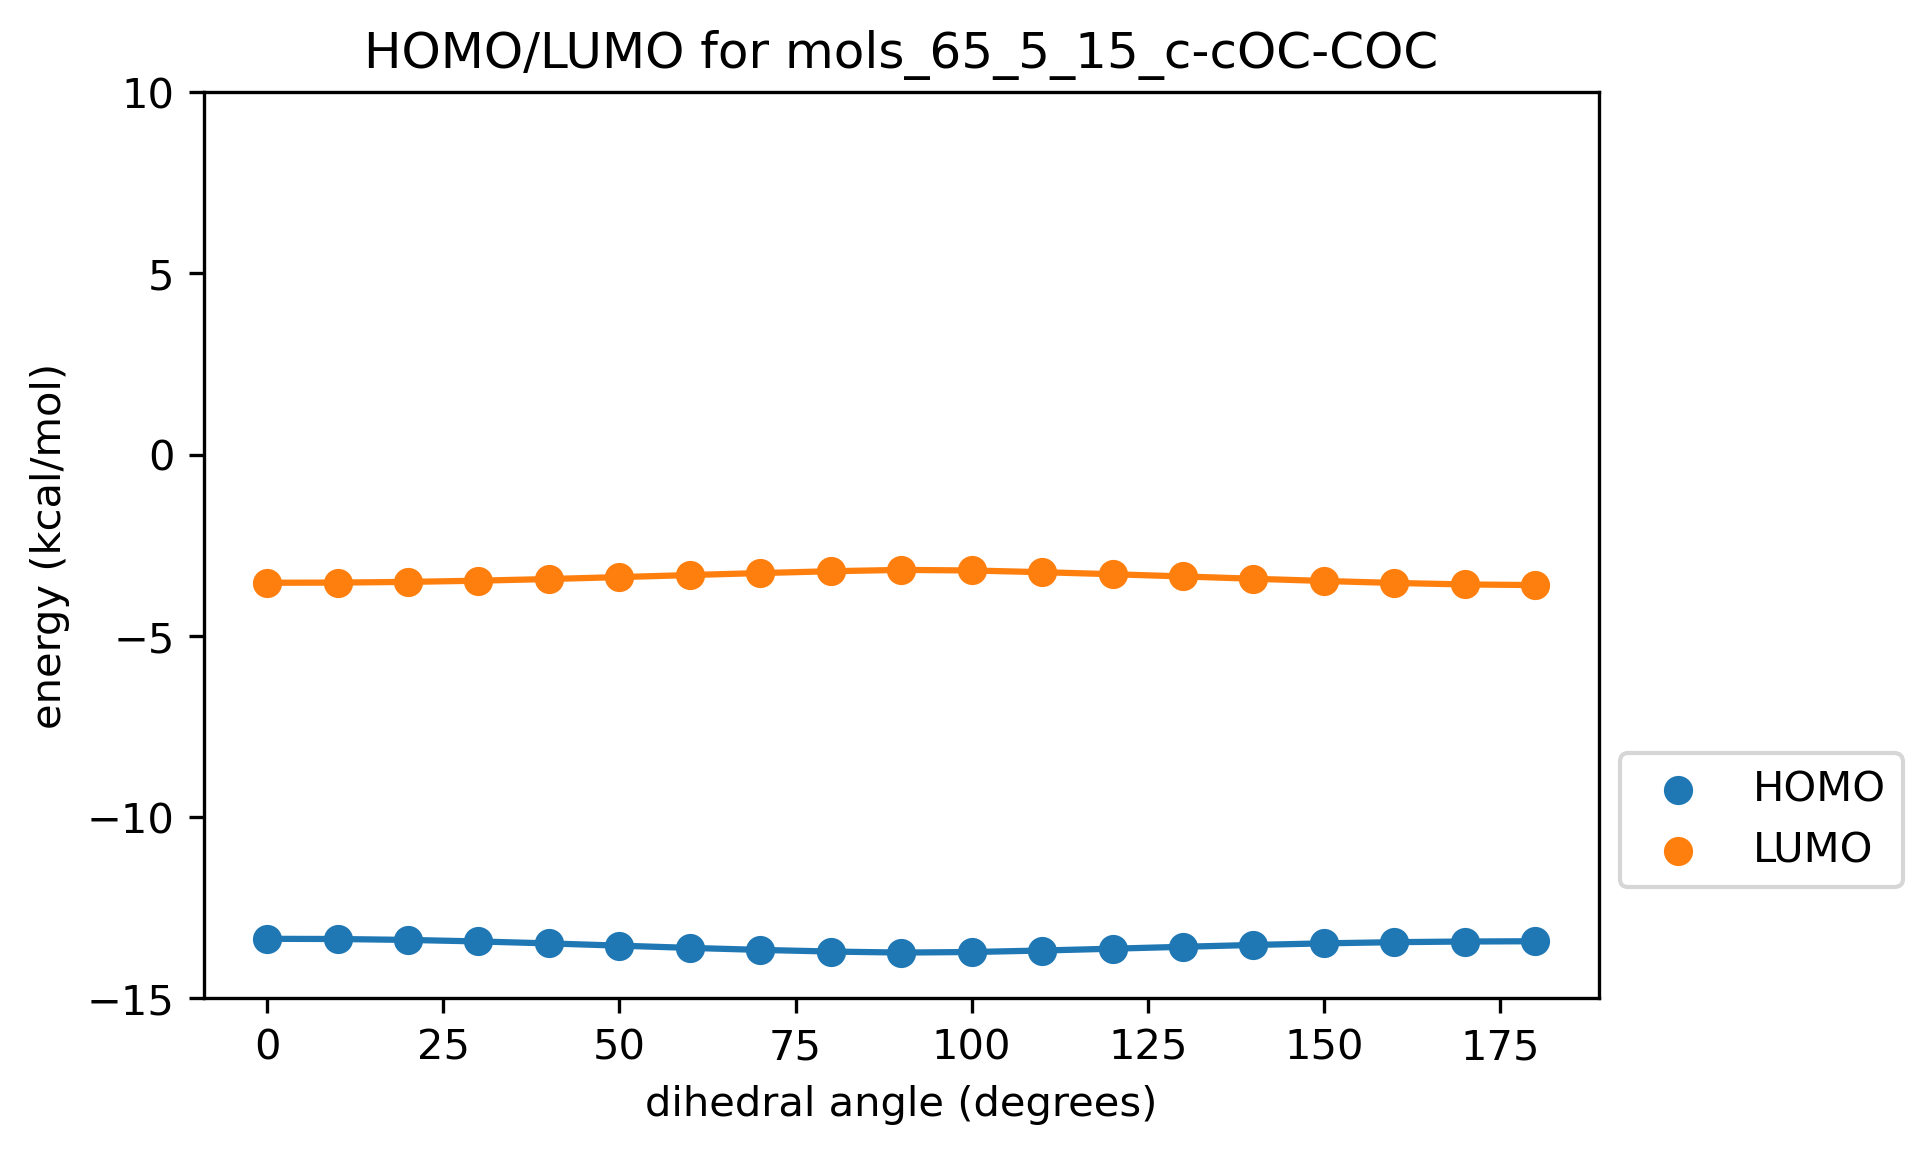 HOMO/LUMO for mols_65_5_15_c-cOC-COC
10
5
0
−5
−10
−15
energy (kcal/mol)
0 25 50 75 100 125 150 175
dihedral angle (degrees)
HOMO
LUMO